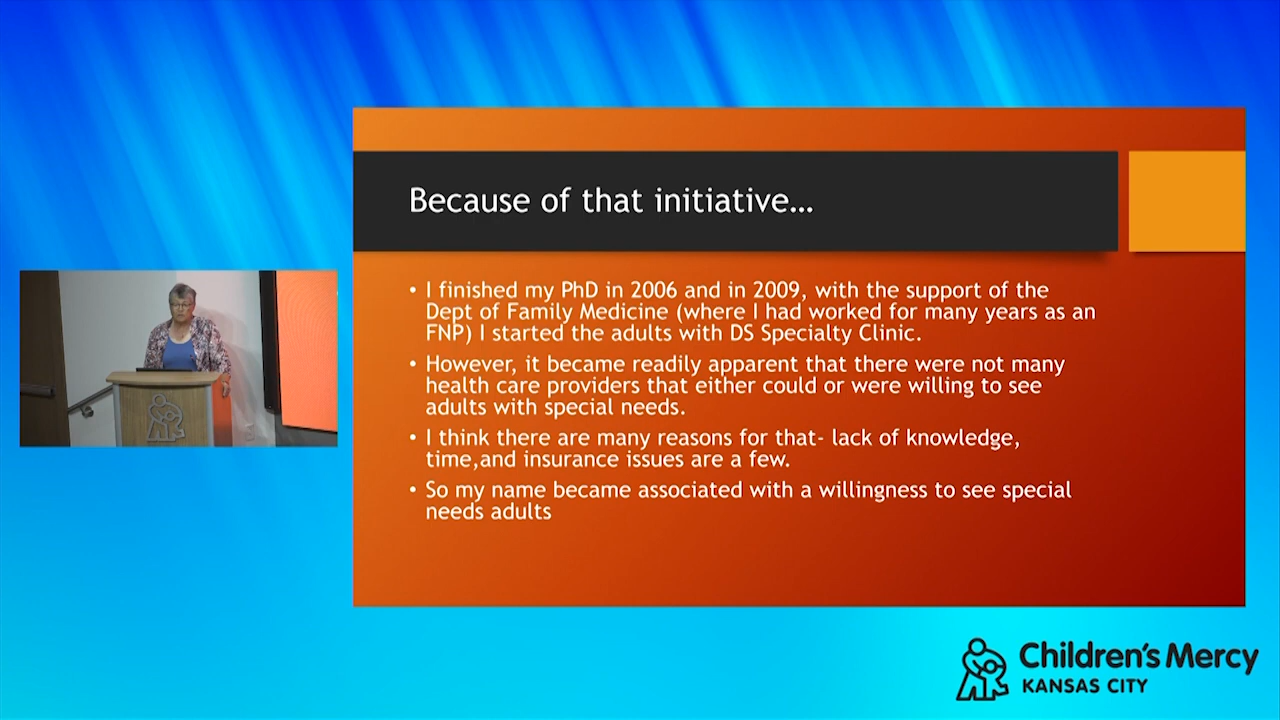 Because of that initiative...
• I finished my PhD in 2006 and in 2009, with the support of the
Dept of Family Medicine (where I had worked for many years as an
FNP) I started the adults with DS Specialty Clinic.
• However, it became readily apparent that there were not many
health care providers that either could or were willing to see
adults with special needs.
• I think there are many reasons for that- lack of knowledge,
time,and insurance issues are a few.
• So my name became associated with a willingness to see special
needs adults
Children's Mercy
KANSAS CITY